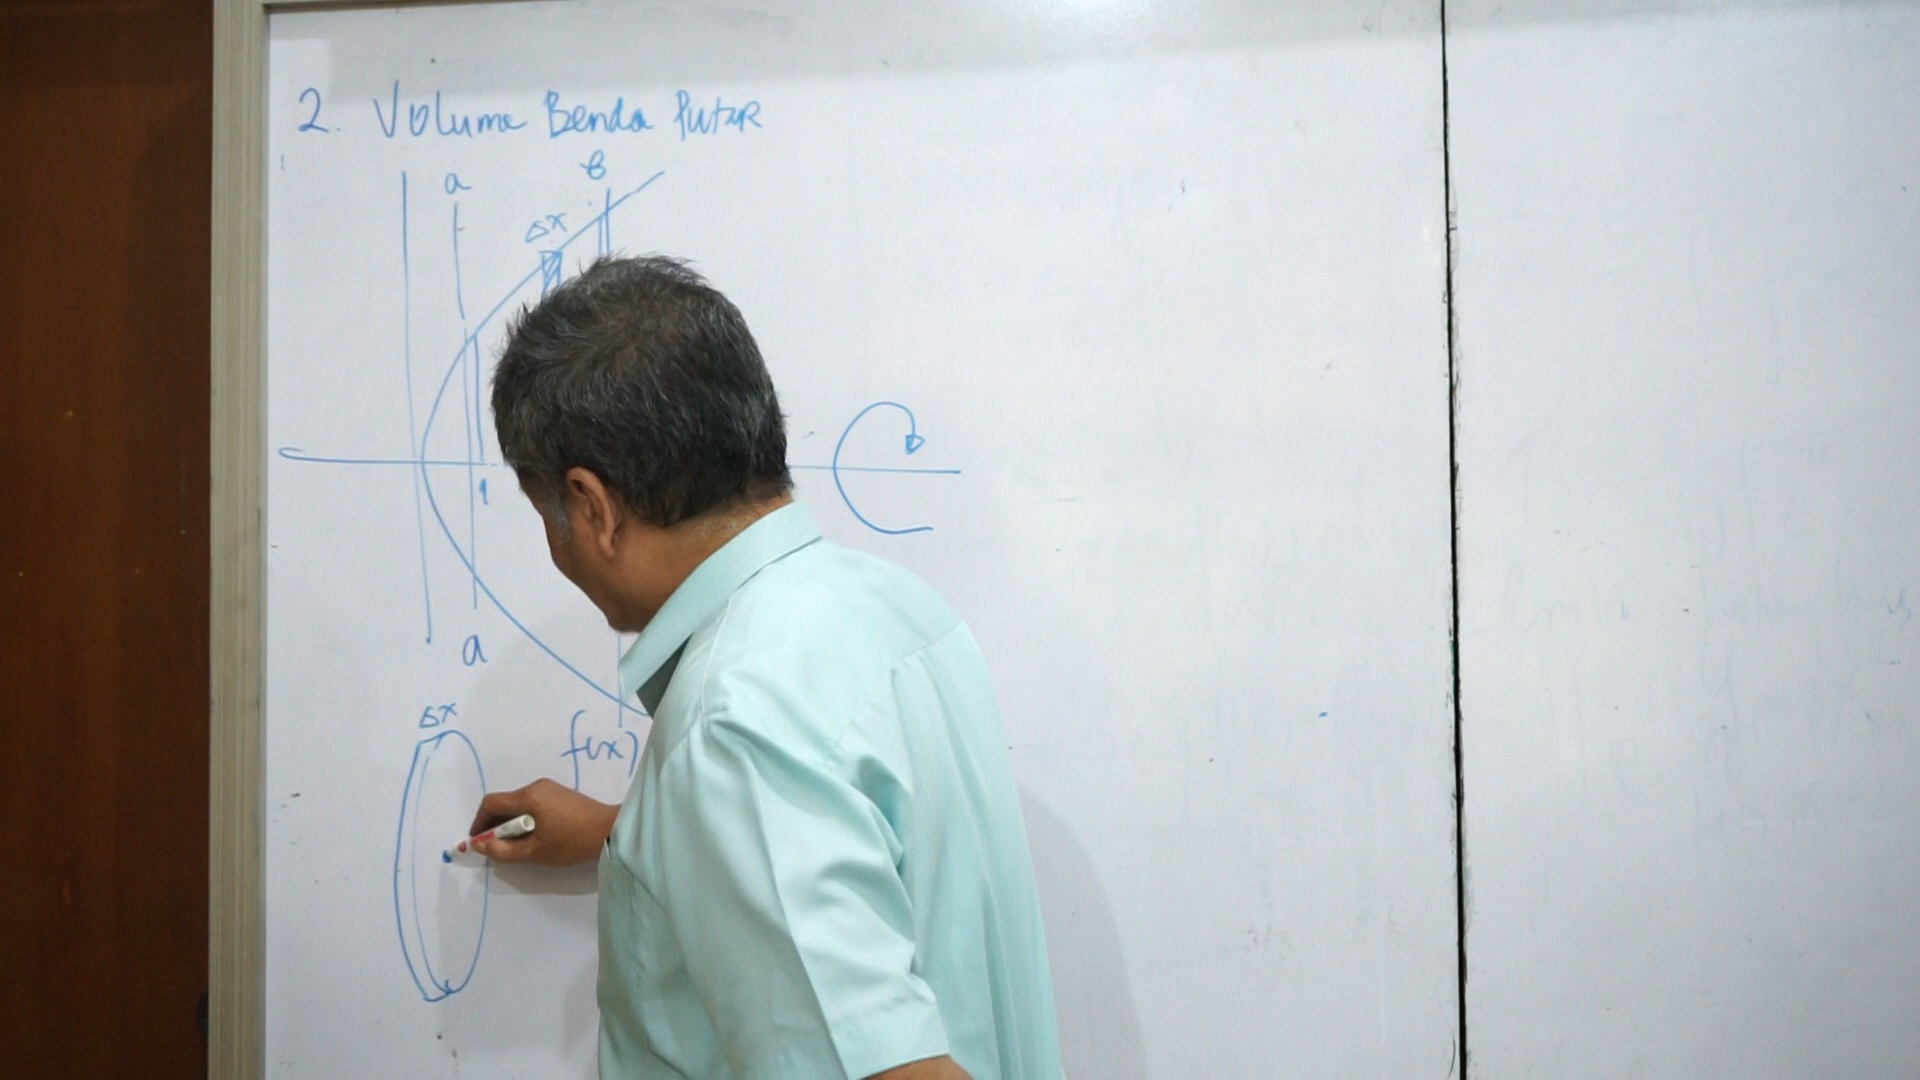 2. Volume Benda Putar
a
B
Δx
1
a
Δx
f(x)